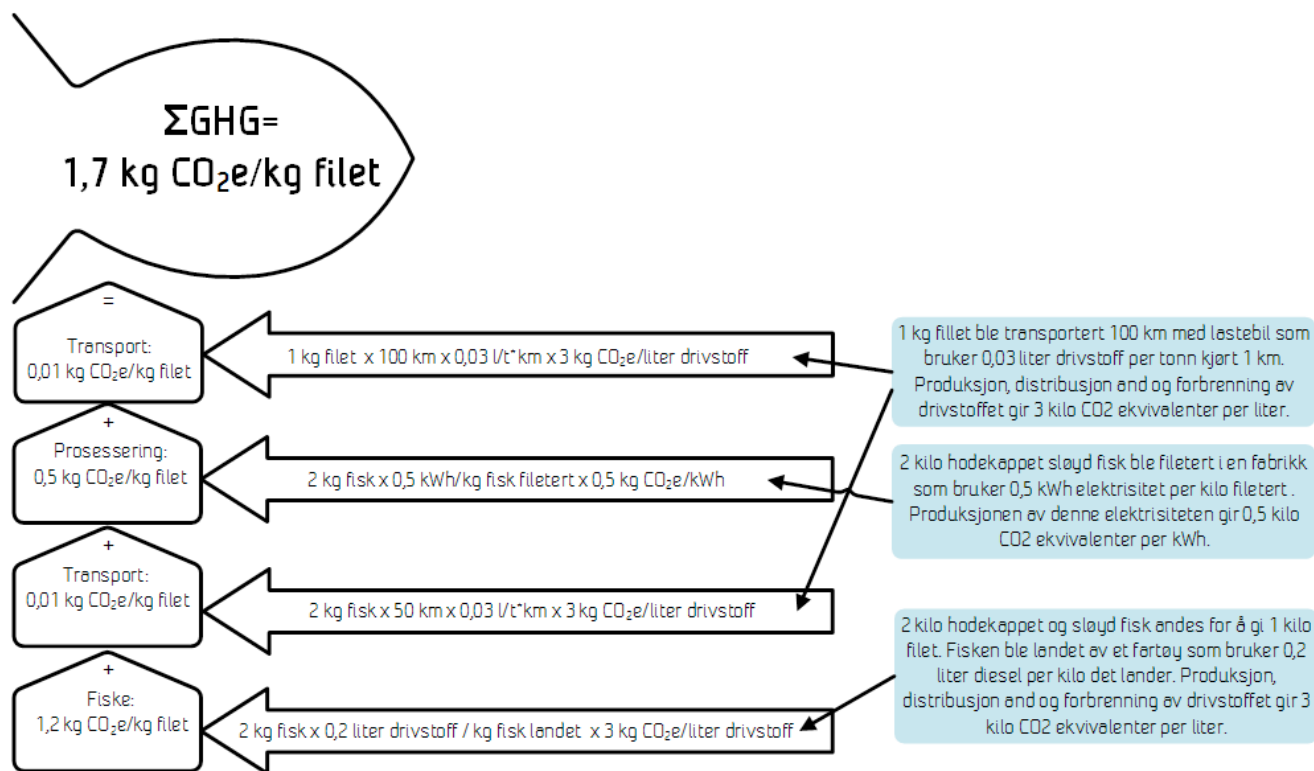 ΣGHG=
1,7 kg CO₂e/kg filet
=
Transport:
0,01 kg CO₂e/kg filet
1 kg filet x 100 km x 0,03 l/t*km x 3 kg CO₂e/liter drivstoff
1 kg fillet ble transportert 100 km med lastebil som
bruker 0,03 liter drivstoff per tonn kjørt 1 km.
Produksjon, distribusjon and og forbrenning av
drivstoffet gir 3 kilo CO2 ekvivalenter per liter.
+
Prosessering:
0,5 kg CO₂e/kg filet
2 kg fisk x 0,5 kWh/kg fisk filetert x 0,5 kg CO₂e/kWh
2 kilo hodekappet sløyd fisk ble filetert i en fabrikk
som bruker 0,5 kWh elektrisitet per kilo filetert .
Produksjonen av denne elektrisiteten gir 0,5 kilo
CO2 ekvivalenter per kWh.
+
Transport:
0,01 kg CO₂e/kg filet
2 kg fisk x 50 km x 0,03 l/t*km x 3 kg CO₂e/liter drivstoff
+
Fiske:
1,2 kg CO₂e/kg filet
2 kg fisk x 0,2 liter drivstoff / kg fisk landet x 3 kg CO₂e/liter drivstoff
2 kilo hodekappet og sløyd fisk andes for å gi 1 kilo
filet. Fisken ble landet av et fartøy som bruker 0,2
liter diesel per kilo det lander. Produksjon,
distribusjon and og forbrenning av drivstoffet gir 3
kilo CO2 ekvivalenter per liter.